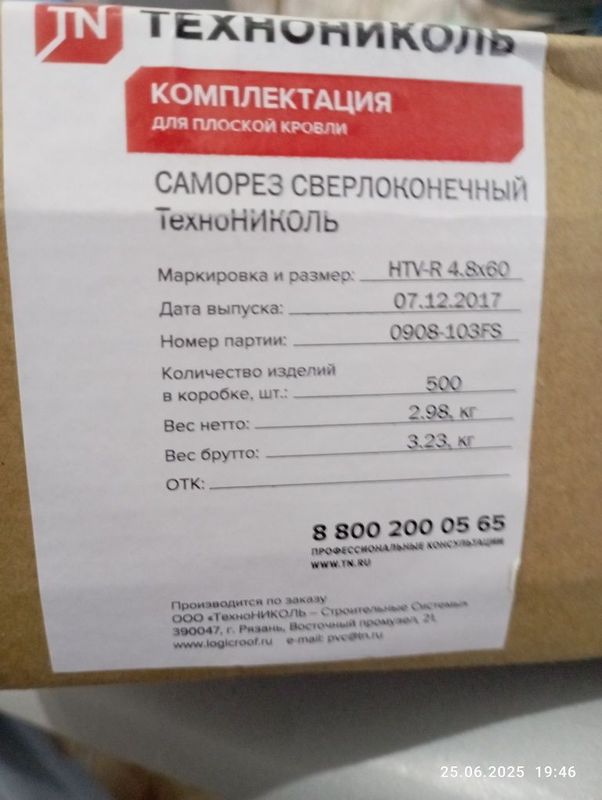 TN ТЕХНОНИКОЛЬ
КОМПЛЕКТАЦИЯ
ДЛЯ ПЛОСКОЙ КРОВЛИ
САМОРЕЗ СВЕРЛОКОНЕЧНЫЙ
ТехноНИКОЛЬ
Маркировка и размер: HTV-R 4.8x60
Дата выпуска: 07.12.2017
Номер партии: 0908-103FS
Количество изделий
в коробке, шт.: 500
Вес нетто: 2.98, кг
Вес брутто: 3.23, кг
ОТК:
8 800 200 05 65
ПРОФЕССИОНАЛЬНЫЕ КОНСУЛЬТАЦИИ
WWW.TN.RU
Производится по заказу
ООО «ТехноНИКОЛЬ – Строительные Системы»
390047, г. Рязань, Восточный промузел, 21,
www.logicroof.ru e-mail: pvc@tn.ru
25.06.2025 19:46